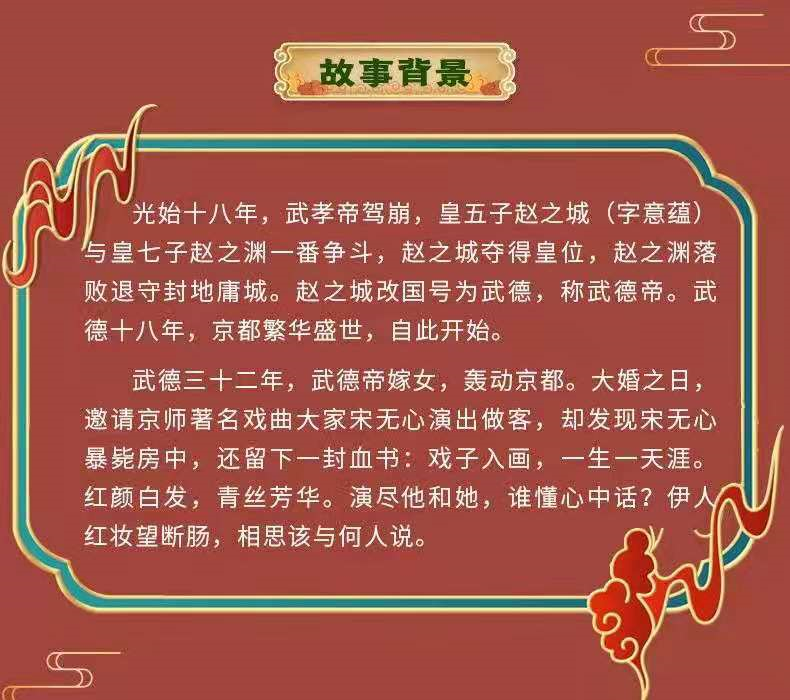 故事背景
光始十八年，武孝帝驾崩，皇五子赵之城（字意蕴）
与皇七子赵之渊一番争斗，赵之城夺得皇位，赵之渊落
败退守封地庸城。赵之城改国号为武德，称武德帝。武
德十八年，京都繁华盛世，自此开始。
武德三十二年，武德帝嫁女，轰动京都。大婚之日，
邀请京师著名戏曲大家宋无心演出做客，却发现宋无心
暴毙房中，还留下一封血书：戏子入画，一生一天涯。
红颜白发，青丝芳华。演尽他和她，谁懂心中话？伊人
红妆望断肠，相思该与何人说。